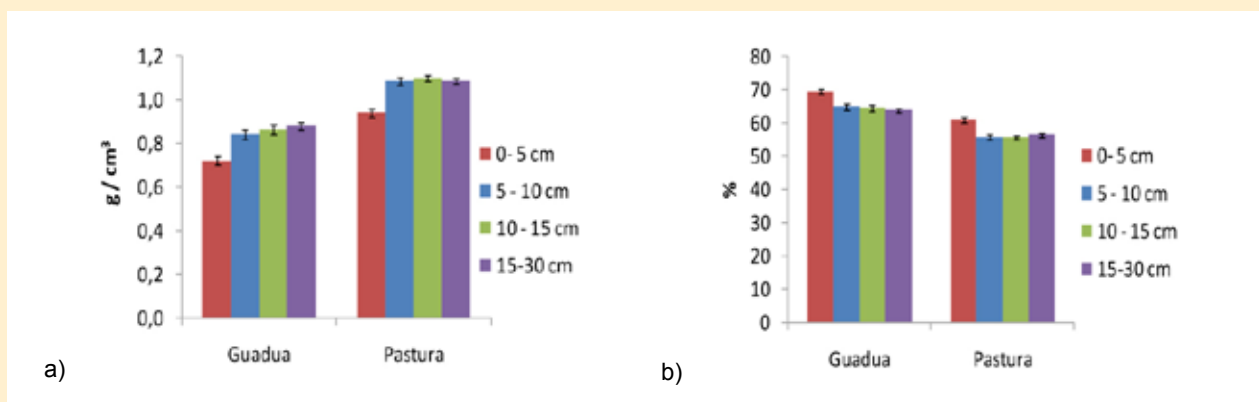 1,2
1,0
0,8
0,6
0,4
0,2
0,0
g / cm³
Guadua
Pastura
0- 5 cm
5 - 10 cm
10 - 15 cm
15-30 cm
a)
80
70
60
50
40
30
20
10
0
%
Guadua
Pastura
0- 5 cm
5 - 10 cm
10 - 15 cm
15-30 cm
b)